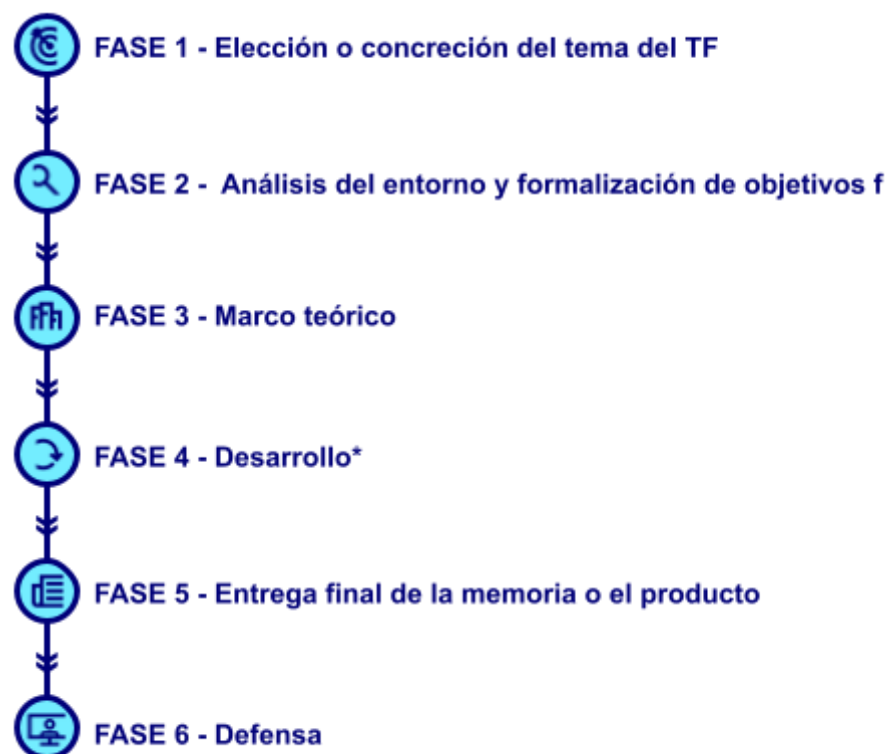 FASE 1 - Elección o concreción del tema del TF
FASE 2 - Análisis del entorno y formalización de objetivos f
FASE 3 - Marco teórico
FASE 4 - Desarrollo*
FASE 5 - Entrega final de la memoria o el producto
FASE 6 - Defensa